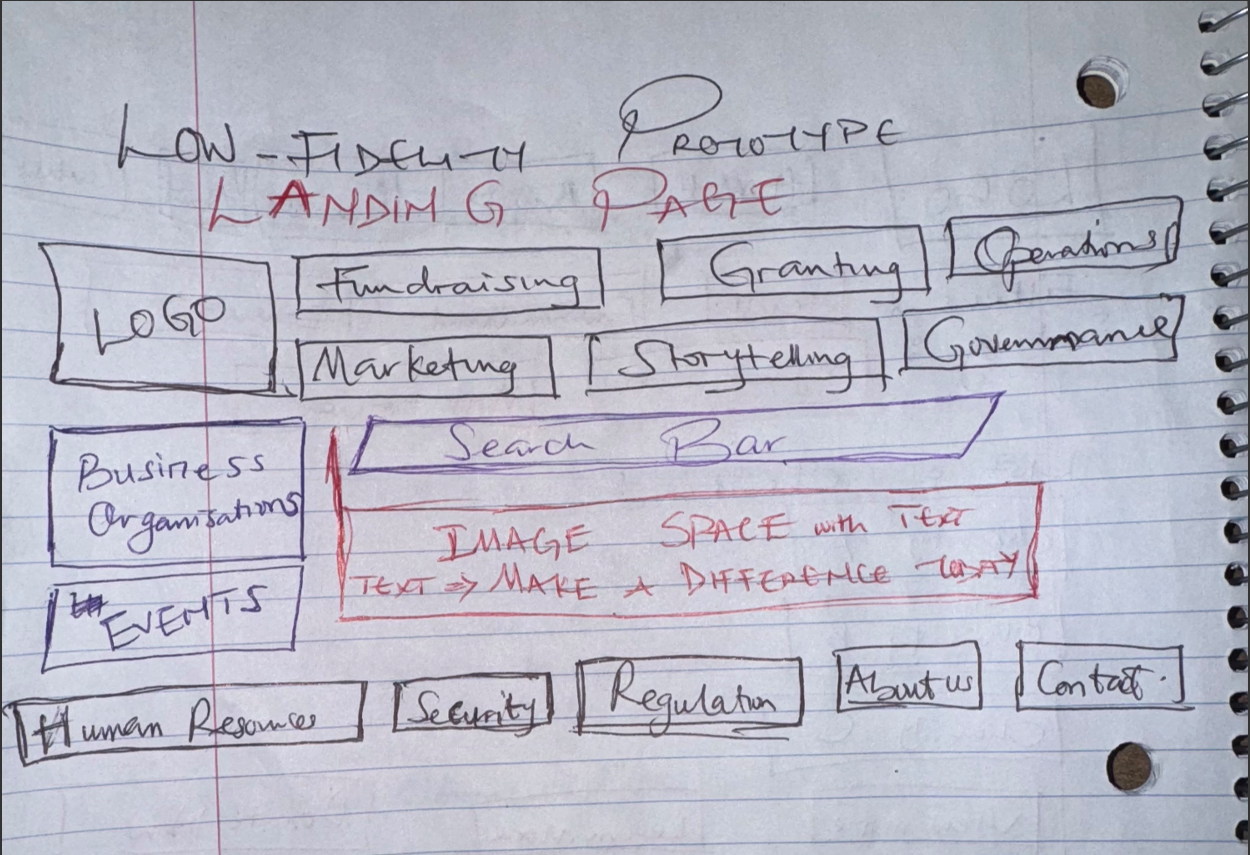 LOW-FIDELITY PROTOTYPE
LANDING PAGE
LOGO
Fundraising
Granting
Operations
Marketing
Storytelling
Governance
Business
Organisations
Search Bar
IMAGE SPACE with TEXT
TEXT ⇒ MAKE A DIFFERENCE TODAY
EVENTS
Human Resources
Security
Regulation
About us
Contact.